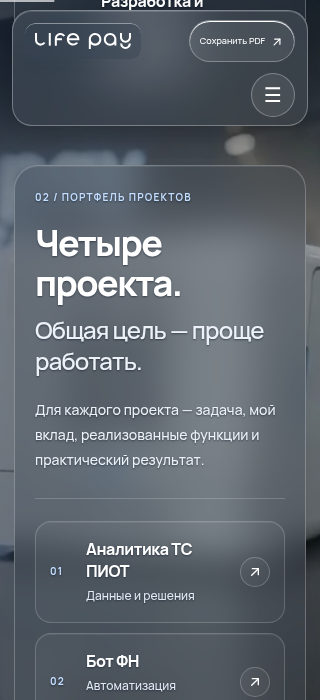 Разработка и
LIFE pay
Сохранить PDF
02 / ПОРТФЕЛЬ ПРОЕКТОВ
Четыре
проекта.
Общая цель — проще
работать.
Для каждого проекта — задача, мой
вклад, реализованные функции и
практический результат.
01
Аналитика ТС
ПИОТ
Данные и решения
02
Бот ФН
Автоматизация